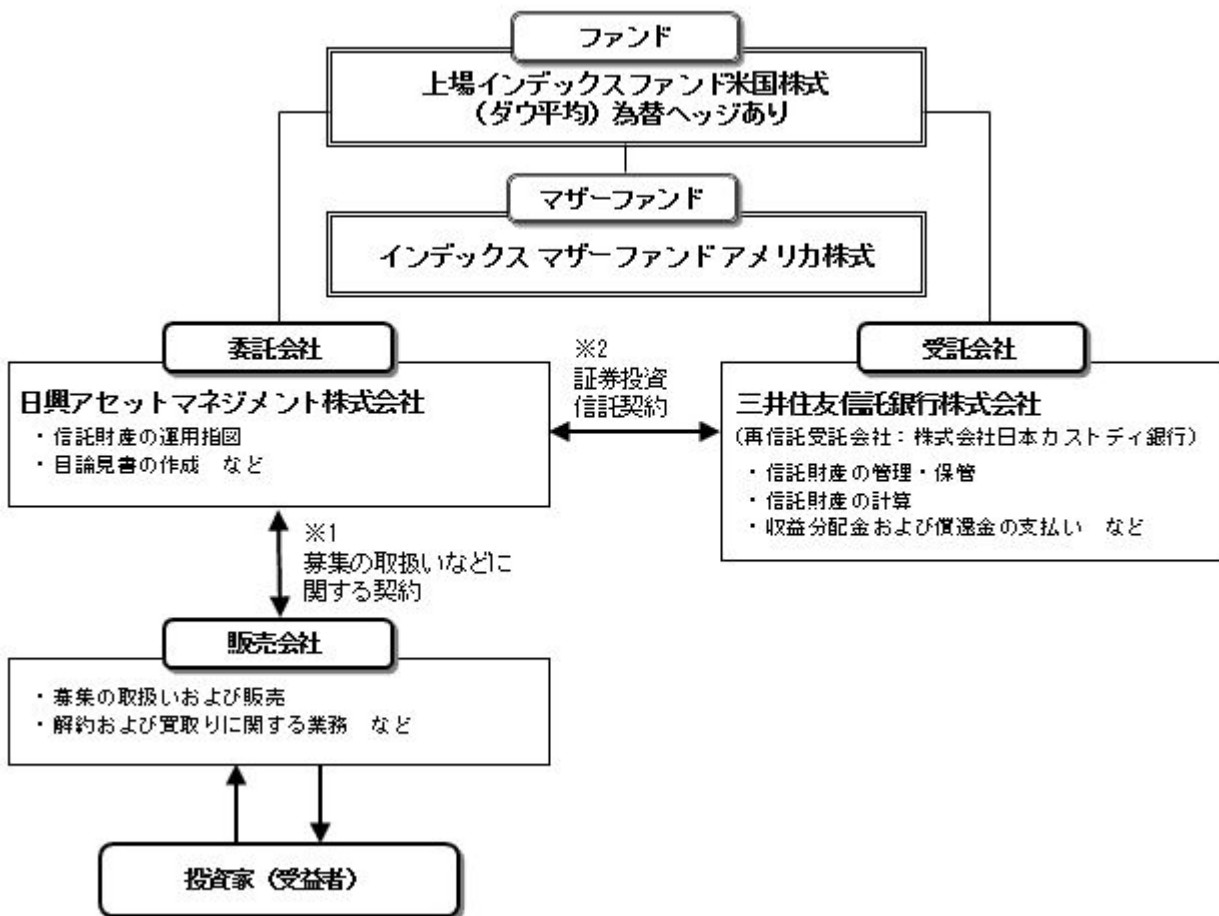 ファンド
上場インデックスファンド米国株式
（ダウ平均）為替ヘッジあり
マザーファンド
インデックス マザーファンド アメリカ株式
委託会社
日興アセットマネジメント株式会社
・信託財産の運用指図
・目論見書の作成　など
※2
証券投資
信託契約
受託会社
三井住友信託銀行株式会社
（再信託受託会社：株式会社日本カストディ銀行）
・信託財産の管理・保管
・信託財産の計算
・収益分配金および償還金の支払い　など
※1
募集の取扱いなどに
関する契約
販売会社
・募集の取扱いおよび販売
・解約および買取りに関する業務　など
投資家（受益者）